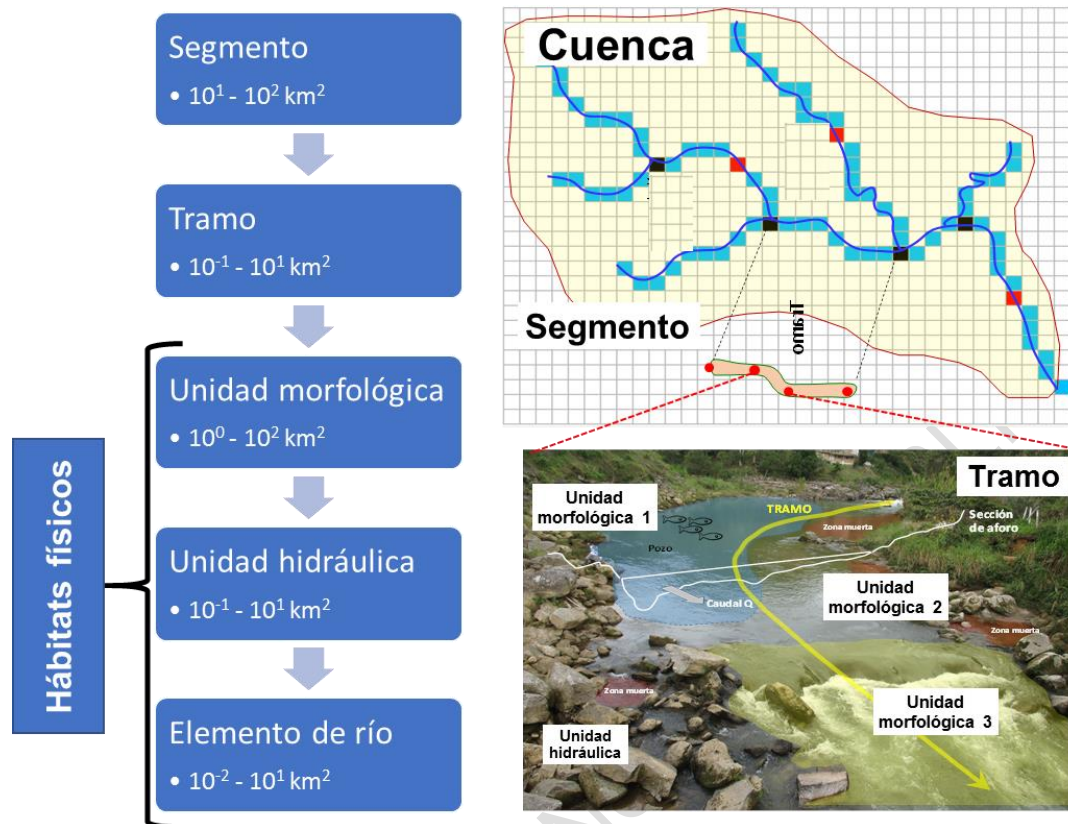 Segmento
• 10¹ - 10² km²
Tramo
• 10⁻¹ - 10¹ km²
Unidad morfológica
• 10⁰ - 10² km²
Unidad hidráulica
• 10⁻¹ - 10¹ km²
Elemento de río
• 10⁻² - 10¹ km²
Hábitats físicos
Cuenca
Segmento
Tramo
Tramo
Unidad
morfológica 1
TRAMO
Zona muerta
Sección
de aforo
Pozo
Caudal Q
Unidad
morfológica 2
Zona muerta
Zona muerta
Unidad
morfológica 3
Unidad
hidráulica